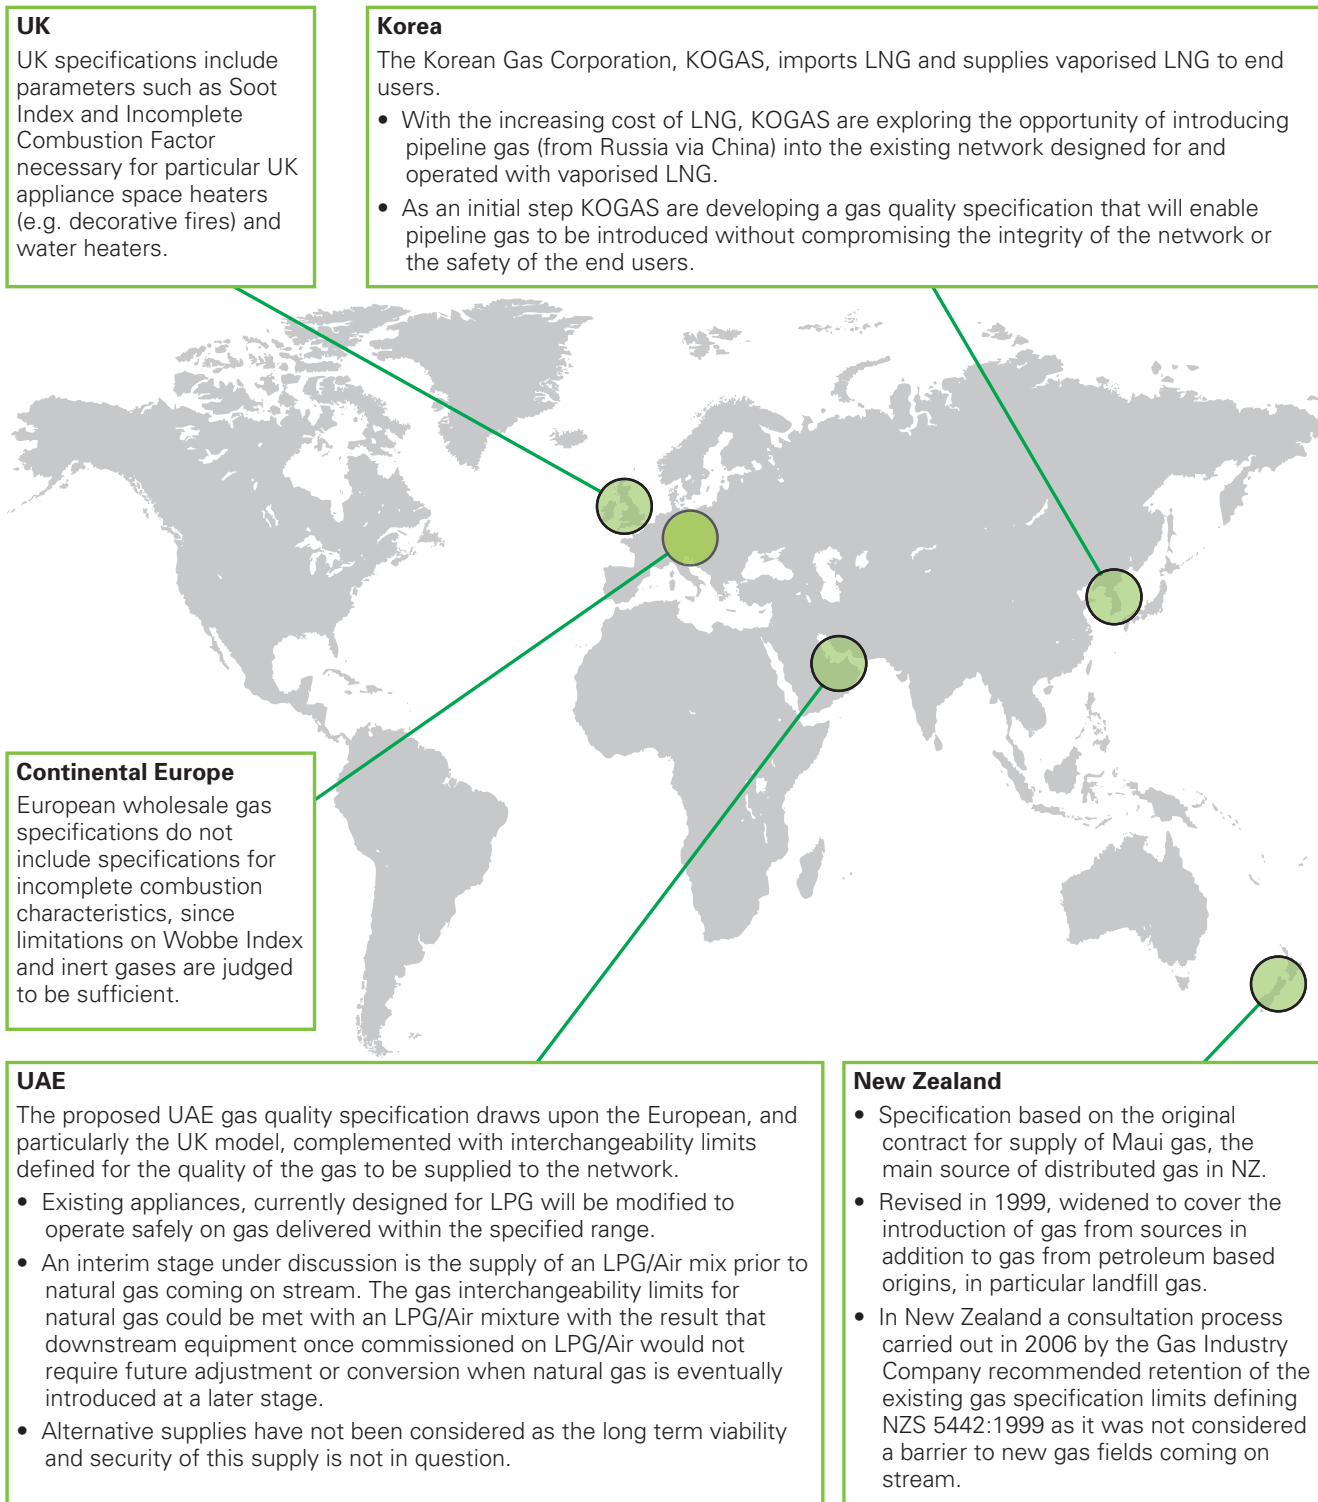 UK
UK specifications include
parameters such as Soot
Index and Incomplete
Combustion Factor
necessary for particular UK
appliance space heaters
(e.g. decorative fires) and
water heaters.
Korea
The Korean Gas Corporation, KOGAS, imports LNG and supplies vaporised LNG to end
users.
• With the increasing cost of LNG, KOGAS are exploring the opportunity of introducing
pipeline gas (from Russia via China) into the existing network designed for and
operated with vaporised LNG.
• As an initial step KOGAS are developing a gas quality specification that will enable
pipeline gas to be introduced without compromising the integrity of the network or
the safety of the end users.
Continental Europe
European wholesale gas
specifications do not
include specifications for
incomplete combustion
characteristics, since
limitations on Wobbe Index
and inert gases are judged
to be sufficient.
UAE
The proposed UAE gas quality specification draws upon the European, and
particularly the UK model, complemented with interchangeability limits
defined for the quality of the gas to be supplied to the network.
• Existing appliances, currently designed for LPG will be modified to
operate safely on gas delivered within the specified range.
• An interim stage under discussion is the supply of an LPG/Air mix prior to
natural gas coming on stream. The gas interchangeability limits for
natural gas could be met with an LPG/Air mixture with the result that
downstream equipment once commissioned on LPG/Air would not
require future adjustment or conversion when natural gas is eventually
introduced at a later stage.
• Alternative supplies have not been considered as the long term viability
and security of this supply is not in question.
New Zealand
• Specification based on the original
contract for supply of Maui gas, the
main source of distributed gas in NZ.
• Revised in 1999, widened to cover the
introduction of gas from sources in
addition to gas from petroleum based
origins, in particular landfill gas.
• In New Zealand a consultation process
carried out in 2006 by the Gas Industry
Company recommended retention of the
existing gas specification limits defining
NZS 5442:1999 as it was not considered
a barrier to new gas fields coming on
stream.